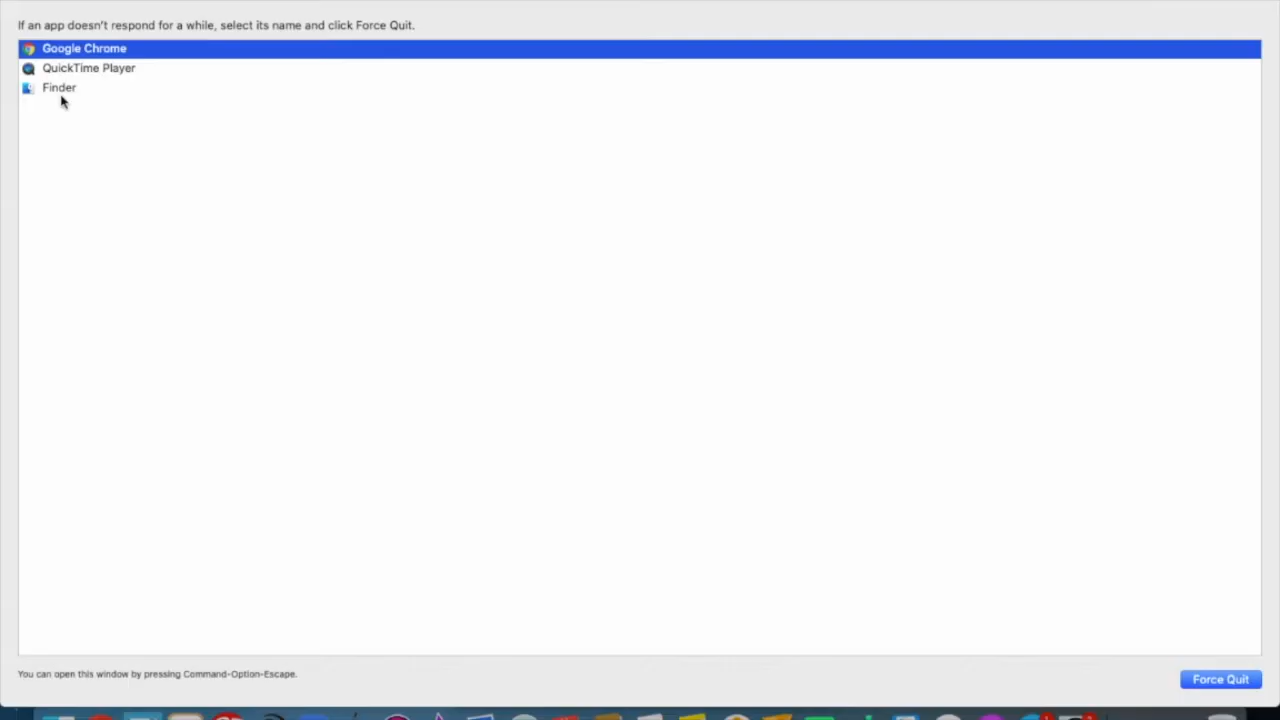 If an app doesn't respond for a while, select its name and click Force Quit.
Google Chrome
QuickTime Player
Finder
You can open this window by pressing Command-Option-Escape.
Force Quit